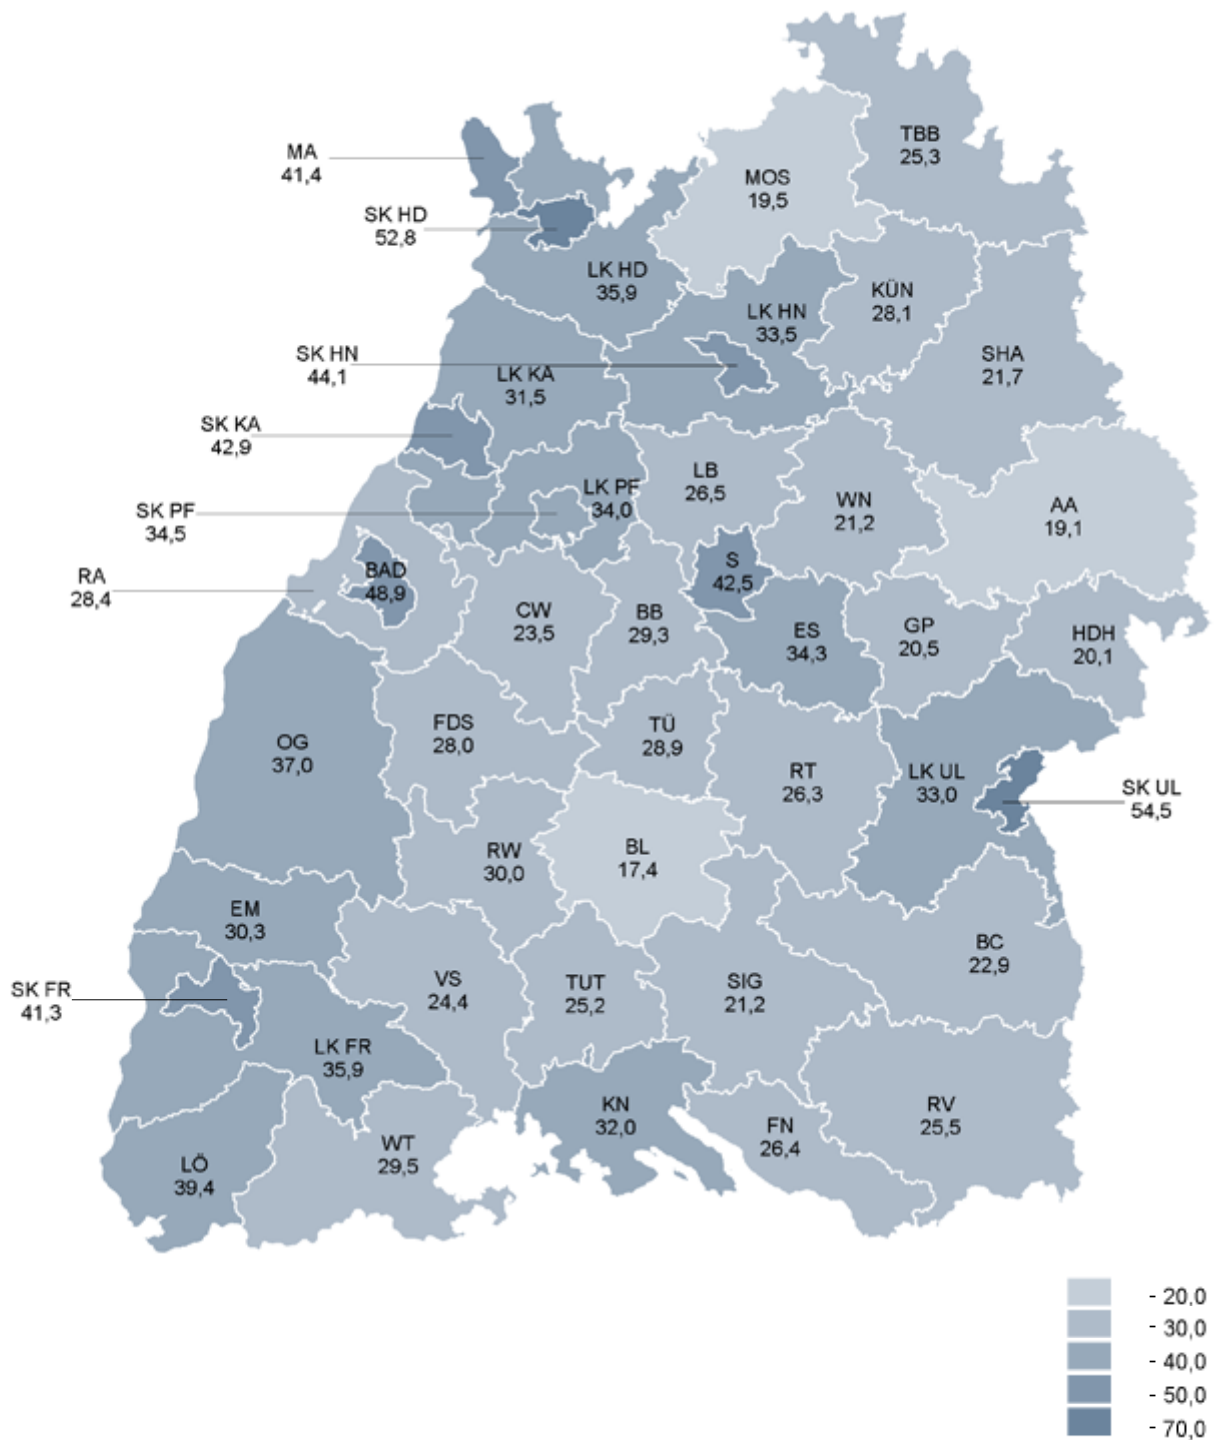 TBB
25,3
MA
41,4
MOS
19,5
SK HD
52,8
LK HD
35,9
KÜN
28,1
LK HN
33,5
SK HN
44,1
SHA
21,7
LK KA
31,5
SK KA
42,9
LB
26,5
WN
21,2
LK PF
34,0
AA
19,1
SK PF
34,5
S
42,5
RA
28,4
BAD
48,9
CW
23,5
BB
29,3
ES
34,3
GP
20,5
HDH
20,1
FDS
28,0
TÜ
28,9
OG
37,0
RT
26,3
LK UL
33,0
SK UL
54,5
RW
30,0
BL
17,4
EM
30,3
BC
22,9
SK FR
41,3
VS
24,4
TUT
25,2
SIG
21,2
LK FR
35,9
KN
32,0
FN
26,4
RV
25,5
WT
29,5
LÖ
39,4
- 20,0
- 30,0
- 40,0
- 50,0
- 70,0